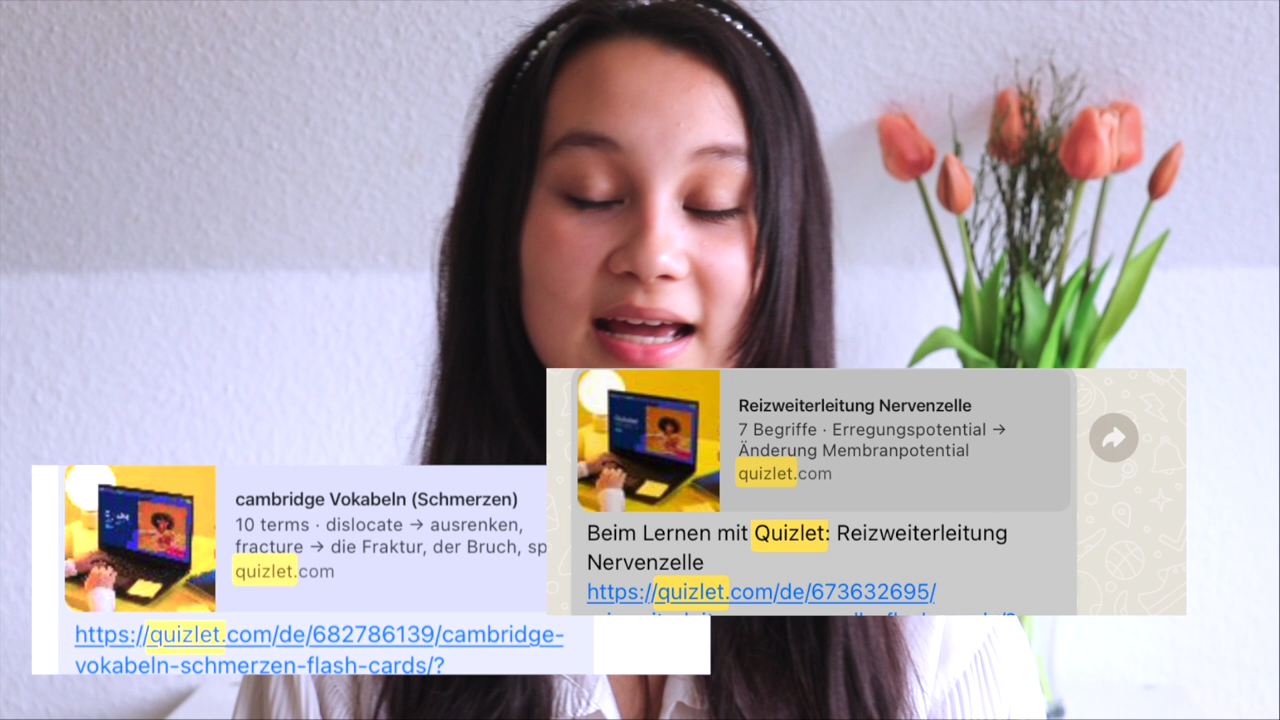 Reizweiterleitung Nervenzelle
7 Begriffe · Erregungspotential →
Änderung Membranpotential
quizlet.com
Beim Lernen mit Quizlet: Reizweiterleitung
Nervenzelle
https://quizlet.com/de/673632695/
cambridge Vokabeln (Schmerzen)
10 terms · dislocate → ausrenken,
fracture → die Fraktur, der Bruch, sp
quizlet.com
https://quizlet.com/de/682786139/cambridge-
vokabeln-schmerzen-flash-cards/?